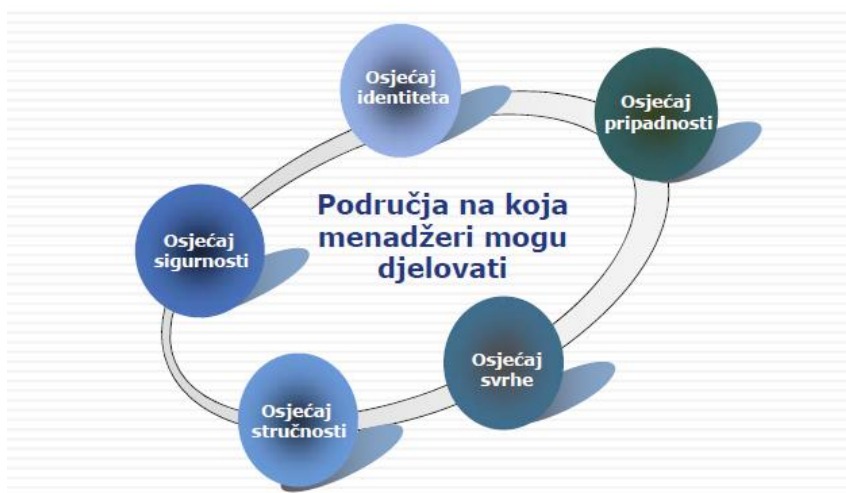 Osjećaj
identiteta
Osjećaj
pripadnosti
Područja na koja
menadžeri mogu
djelovati
Osjećaj
sigurnosti
Osjećaj
svrhe
Osjećaj
stručnosti